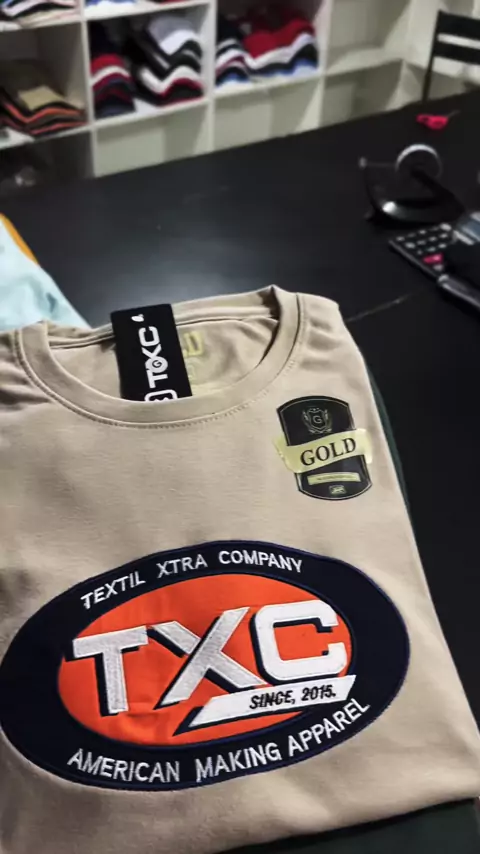 TXC
G
GOLD
TEXTIL XTRA COMPANY
TXC
SINCE, 2015.
AMERICAN MAKING APPAREL